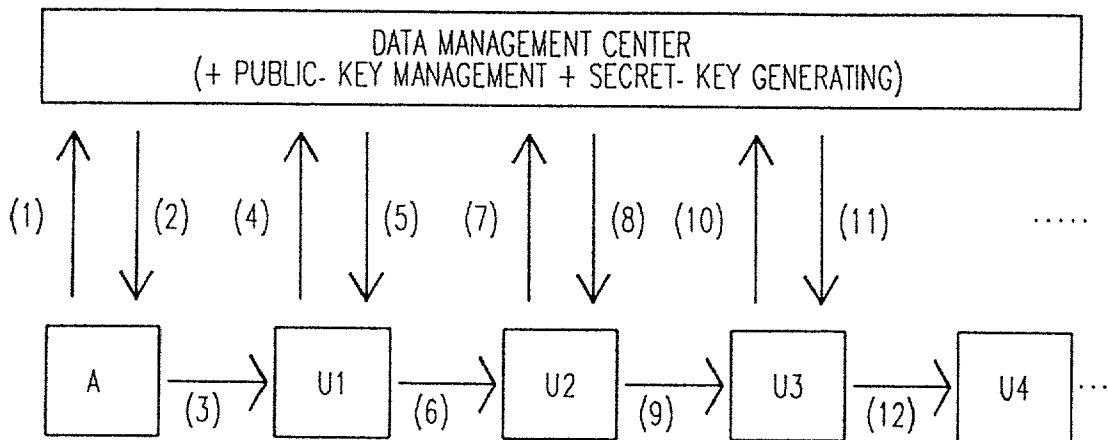 DATA MANAGEMENT CENTER
(+ PUBLIC- KEY MANAGEMENT + SECRET- KEY GENERATING)
(1) (2) (4) (5) (7) (8) (10) (11) .....
A U1 U2 U3 U4 ...
(3) (6) (9) (12)